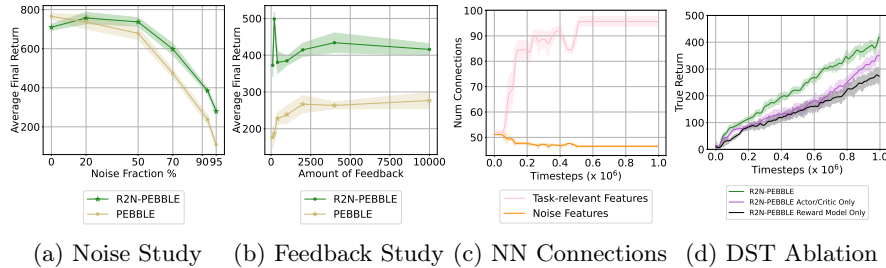 Average Final Return
800
600
400
200
0
20
50
70
9095
Noise Fraction %
R2N-PEBBLE
PEBBLE
(a) Noise Study
Average Final Return
500
400
300
200
0
2500
5000
7500
10000
Amount of Feedback
R2N-PEBBLE
PEBBLE
(b) Feedback Study
Num Connections
100
90
80
70
60
50
0.0 0.2 0.4 0.6 0.8 1.0
Timesteps (x 10⁶)
Task-relevant Features
Noise Features
(c) NN Connections
True Return
500
400
300
200
100
0
0.0 0.2 0.4 0.6 0.8 1.0
Timesteps (x 10⁶)
R2N-PEBBLE
R2N-PEBBLE Actor/Critic Only
R2N-PEBBLE Reward Model Only
(d) DST Ablation